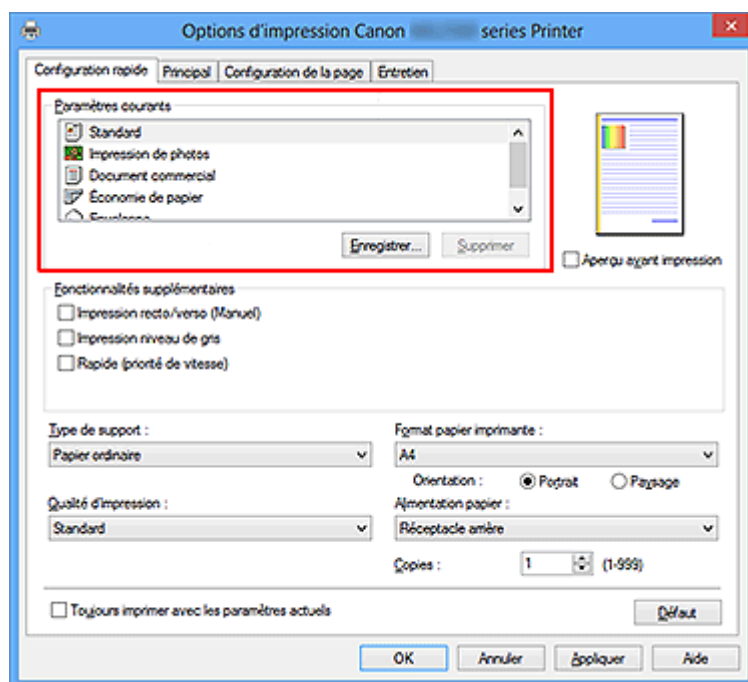 Options d'impression Canon series Printer
Configuration rapide Principal Configuration de la page Entretien
Paramètres courants
Standard
Impression de photos
Document commercial
Économie de papier
Enregistrer... Supprimer
Aperçu avant impression
Fonctionnalités supplémentaires
Impression recto/verso (Manuel)
Impression niveau de gris
Rapide (priorité de vitesse)
Type de support : Format papier imprimante :
Papier ordinaire A4
Orientation : Portrait Paysage
Qualité d'impression : Alimentation papier :
Standard Réceptacle arrière
Copies : 1 (1-999)
Toujours imprimer avec les paramètres actuels Défaut
OK Annuler Appliquer Aide